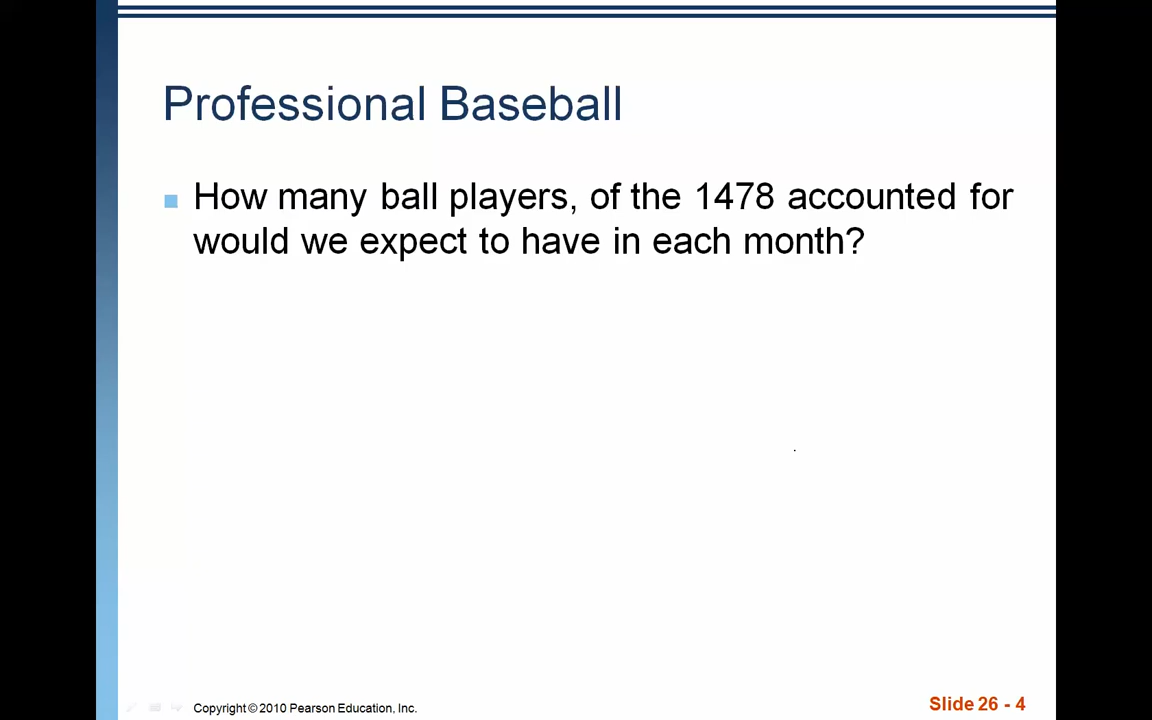 Professional Baseball
How many ball players, of the 1478 accounted for
would we expect to have in each month?
Copyright © 2010 Pearson Education, Inc.
Slide 26 - 4